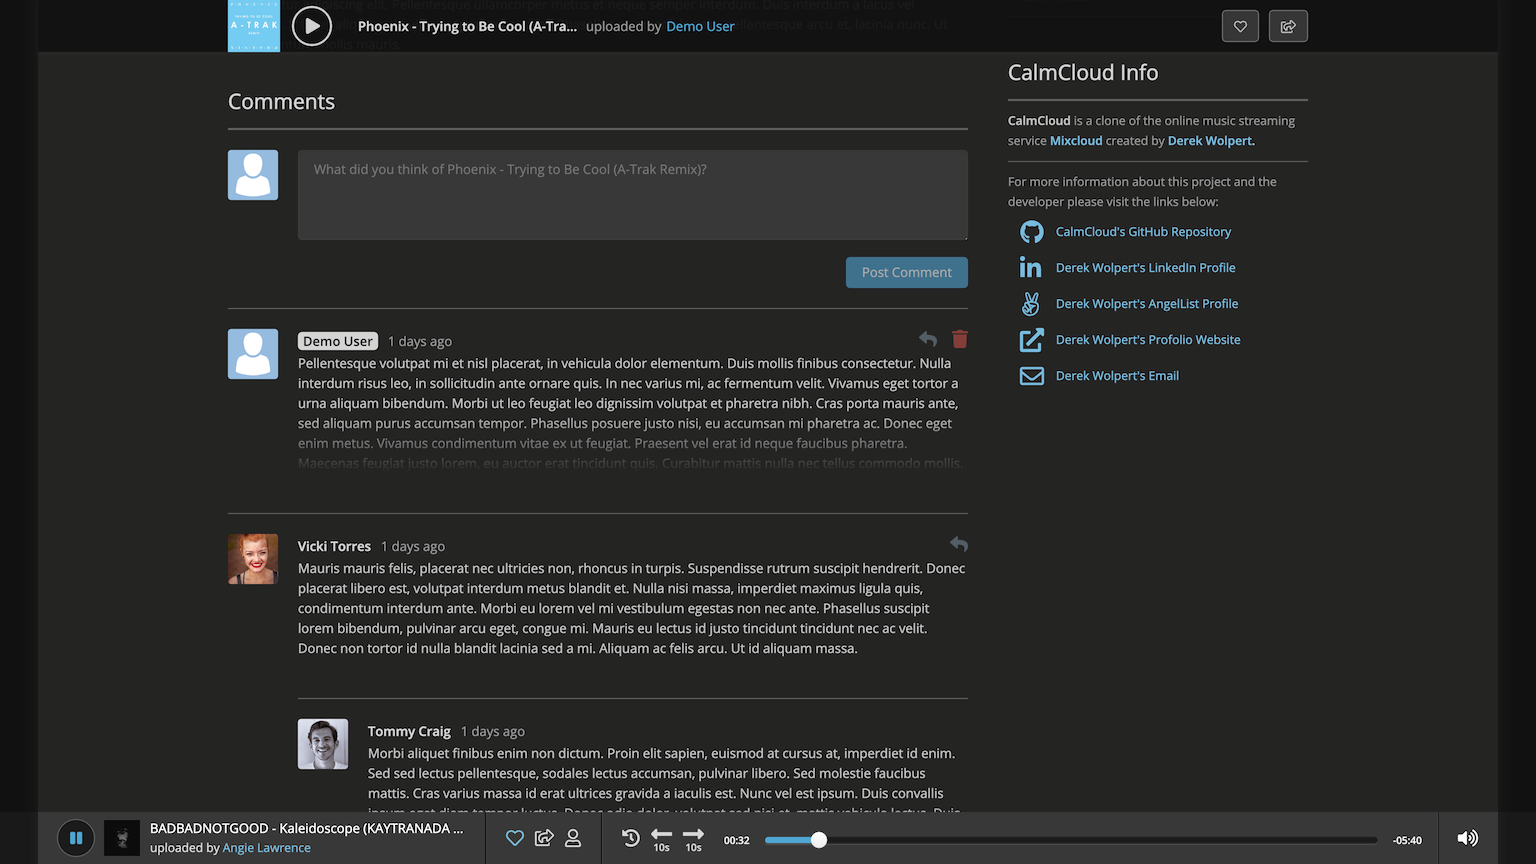 A-TRAK
Phoenix - Trying to Be Cool (A-Tra... uploaded by Demo User
Comments
What did you think of Phoenix - Trying to Be Cool (A-Trak Remix)?
Post Comment
Demo User 1 days ago
Pellentesque volutpat mi et nisl placerat, in vehicula dolor elementum. Duis mollis finibus consectetur. Nulla
interdum risus leo, in sollicitudin ante ornare quis. In nec varius mi, ac fermentum velit. Vivamus eget tortor a
urna aliquam bibendum. Morbi ut leo feugiat leo dignissim volutpat et pharetra nibh. Cras porta mauris ante,
sed aliquam purus accumsan tempor. Phasellus posuere justo nisi, eu accumsan mi pharetra ac. Donec eget
enim metus. Vivamus condimentum vitae ex ut feugiat. Praesent vel erat id neque faucibus pharetra.
Maecenas feugiat justo lorem, eu auctor erat tincidunt quis. Curabitur mattis nulla nec tellus commodo mollis.
Vicki Torres 1 days ago
Mauris mauris felis, placerat nec ultricies non, rhoncus in turpis. Suspendisse rutrum suscipit hendrerit. Donec
placerat libero est, volutpat interdum metus blandit et. Nulla nisi massa, imperdiet maximus ligula quis,
condimentum interdum ante. Morbi eu lorem vel mi vestibulum egestas non nec ante. Phasellus suscipit
lorem bibendum, pulvinar arcu eget, congue mi. Mauris eu lectus id justo tincidunt tincidunt nec ac velit.
Donec non tortor id nulla blandit lacinia sed a mi. Aliquam ac felis arcu. Ut id aliquam massa.
Tommy Craig 1 days ago
Morbi aliquet finibus enim non dictum. Proin elit sapien, euismod at cursus at, imperdiet id enim.
Sed sed lectus pellentesque, sodales lectus accumsan, pulvinar libero. Sed molestie faucibus
mattis. Cras varius massa id erat ultrices gravida a iaculis est. Nunc vel est ipsum. Duis convallis
CalmCloud Info
CalmCloud is a clone of the online music streaming
service Mixcloud created by Derek Wolpert.
For more information about this project and the
developer please visit the links below:
CalmCloud's GitHub Repository
Derek Wolpert's LinkedIn Profile
Derek Wolpert's AngelList Profile
Derek Wolpert's Profolio Website
Derek Wolpert's Email
BADBADNOTGOOD - Kaleidoscope (KAYTRANADA ...
uploaded by Angie Lawrence
10s 10s
00:32
-05:40